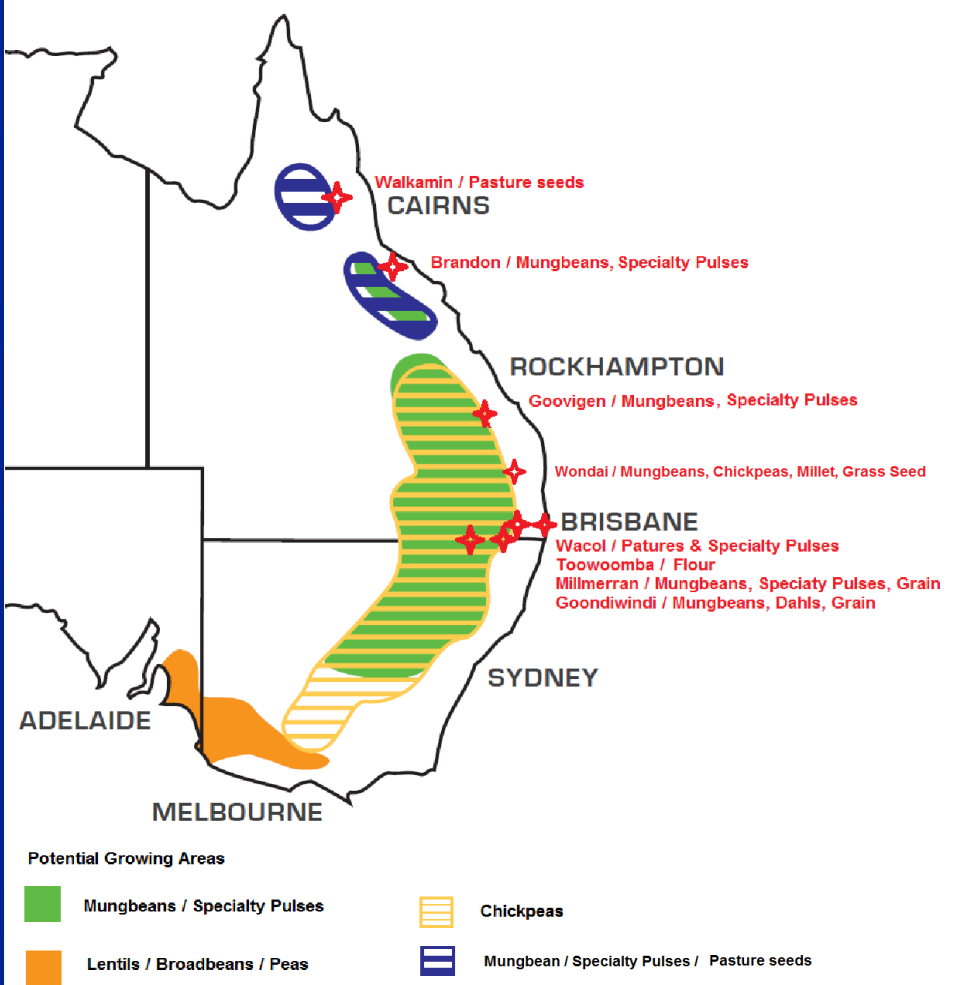 Walkamin / Pasture seeds
CAIRNS
Brandon / Mungbeans, Specialty Pulses
ROCKHAMPTON
Goovigen / Mungbeans, Specialty Pulses
Wondai / Mungbeans, Chickpeas, Millet, Grass Seed
BRISBANE
Wacol / Patures & Specialty Pulses
Toowoomba / Flour
Millmerran / Mungbeans, Speciaty Pulses, Grain
Goondiwindi / Mungbeans, Dahls, Grain
SYDNEY
ADELAIDE
MELBOURNE
Potential Growing Areas
Mungbeans / Specialty Pulses
Chickpeas
Lentils / Broadbeans / Peas
Mungbean / Specialty Pulses / Pasture seeds